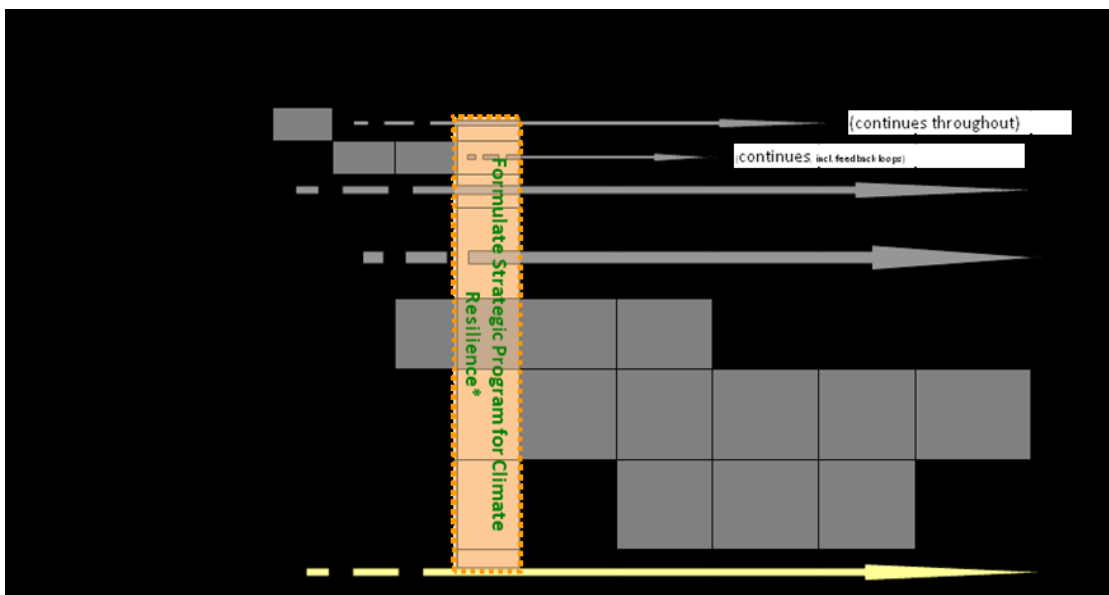 (continues throughout)
(continues, incl. feedback loops)
Formulate Strategic Program for Climate
Resilience*